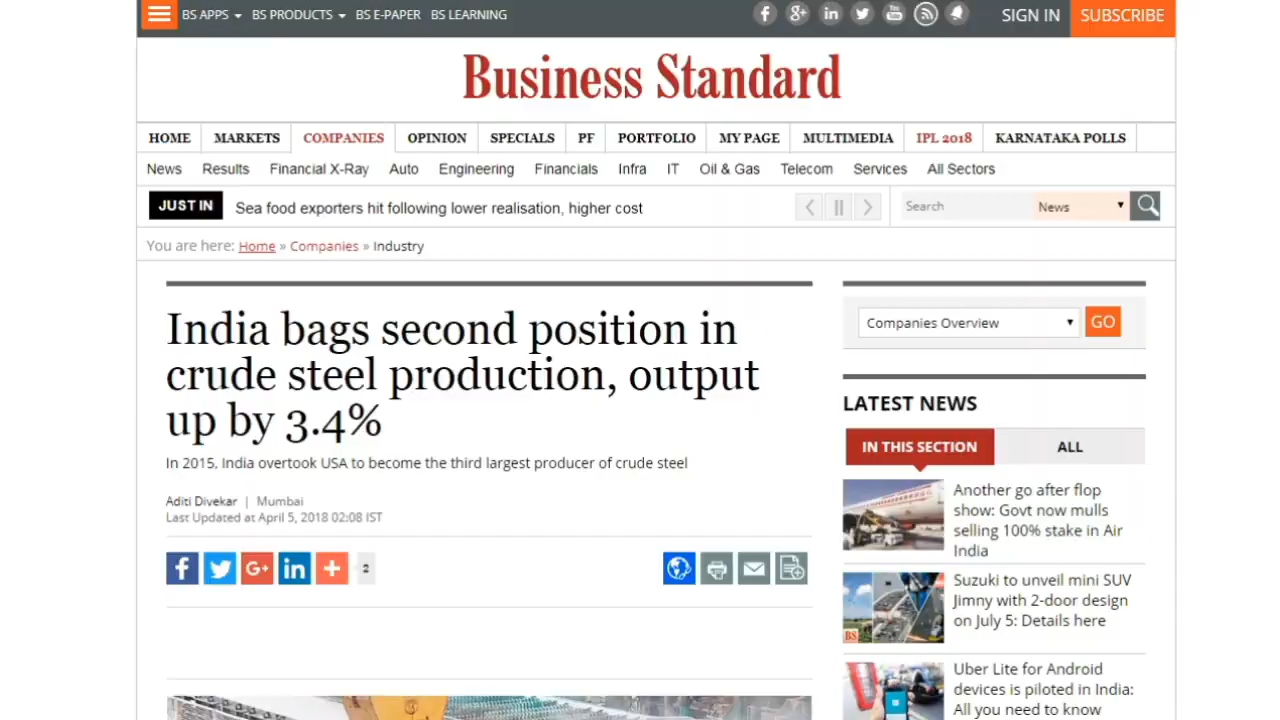 BS APPS BS PRODUCTS BS E-PAPER BS LEARNING SIGN IN SUBSCRIBE
Business Standard
HOME MARKETS COMPANIES OPINION SPECIALS PF PORTFOLIO MY PAGE MULTIMEDIA IPL 2018 KARNATAKA POLLS
News Results Financial X-Ray Auto Engineering Financials Infra IT Oil & Gas Telecom Services All Sectors
JUST IN Sea food exporters hit following lower realisation, higher cost Search News
You are here: Home » Companies » Industry
India bags second position in
crude steel production, output
up by 3.4%
In 2015, India overtook USA to become the third largest producer of crude steel
Aditi Divekar | Mumbai
Last Updated at April 5, 2018 02:08 IST
2
Companies Overview GO
LATEST NEWS
IN THIS SECTION ALL
Another go after flop
show: Govt now mulls
selling 100% stake in Air
India
Suzuki to unveil mini SUV
Jimny with 2-door design
on July 5: Details here
BS
Uber Lite for Android
devices is piloted in India:
All you need to know